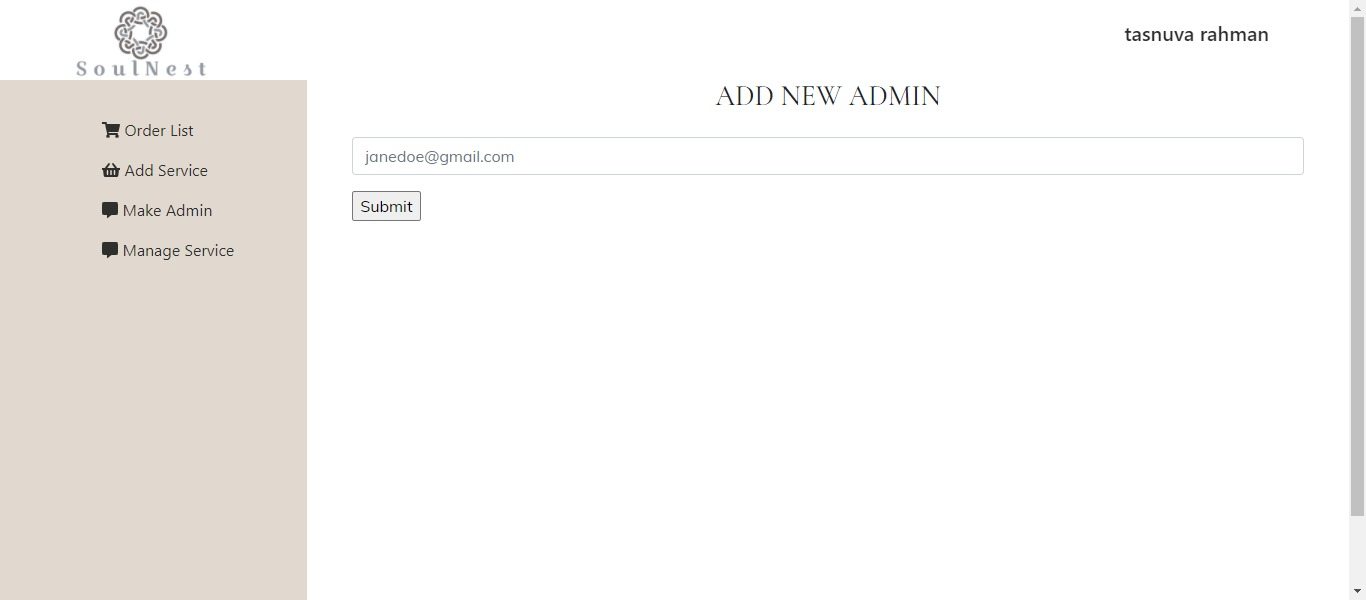 SoulNest
tasnuva rahman
Order List
Add Service
Make Admin
Manage Service
ADD NEW ADMIN
janedoe@gmail.com
Submit